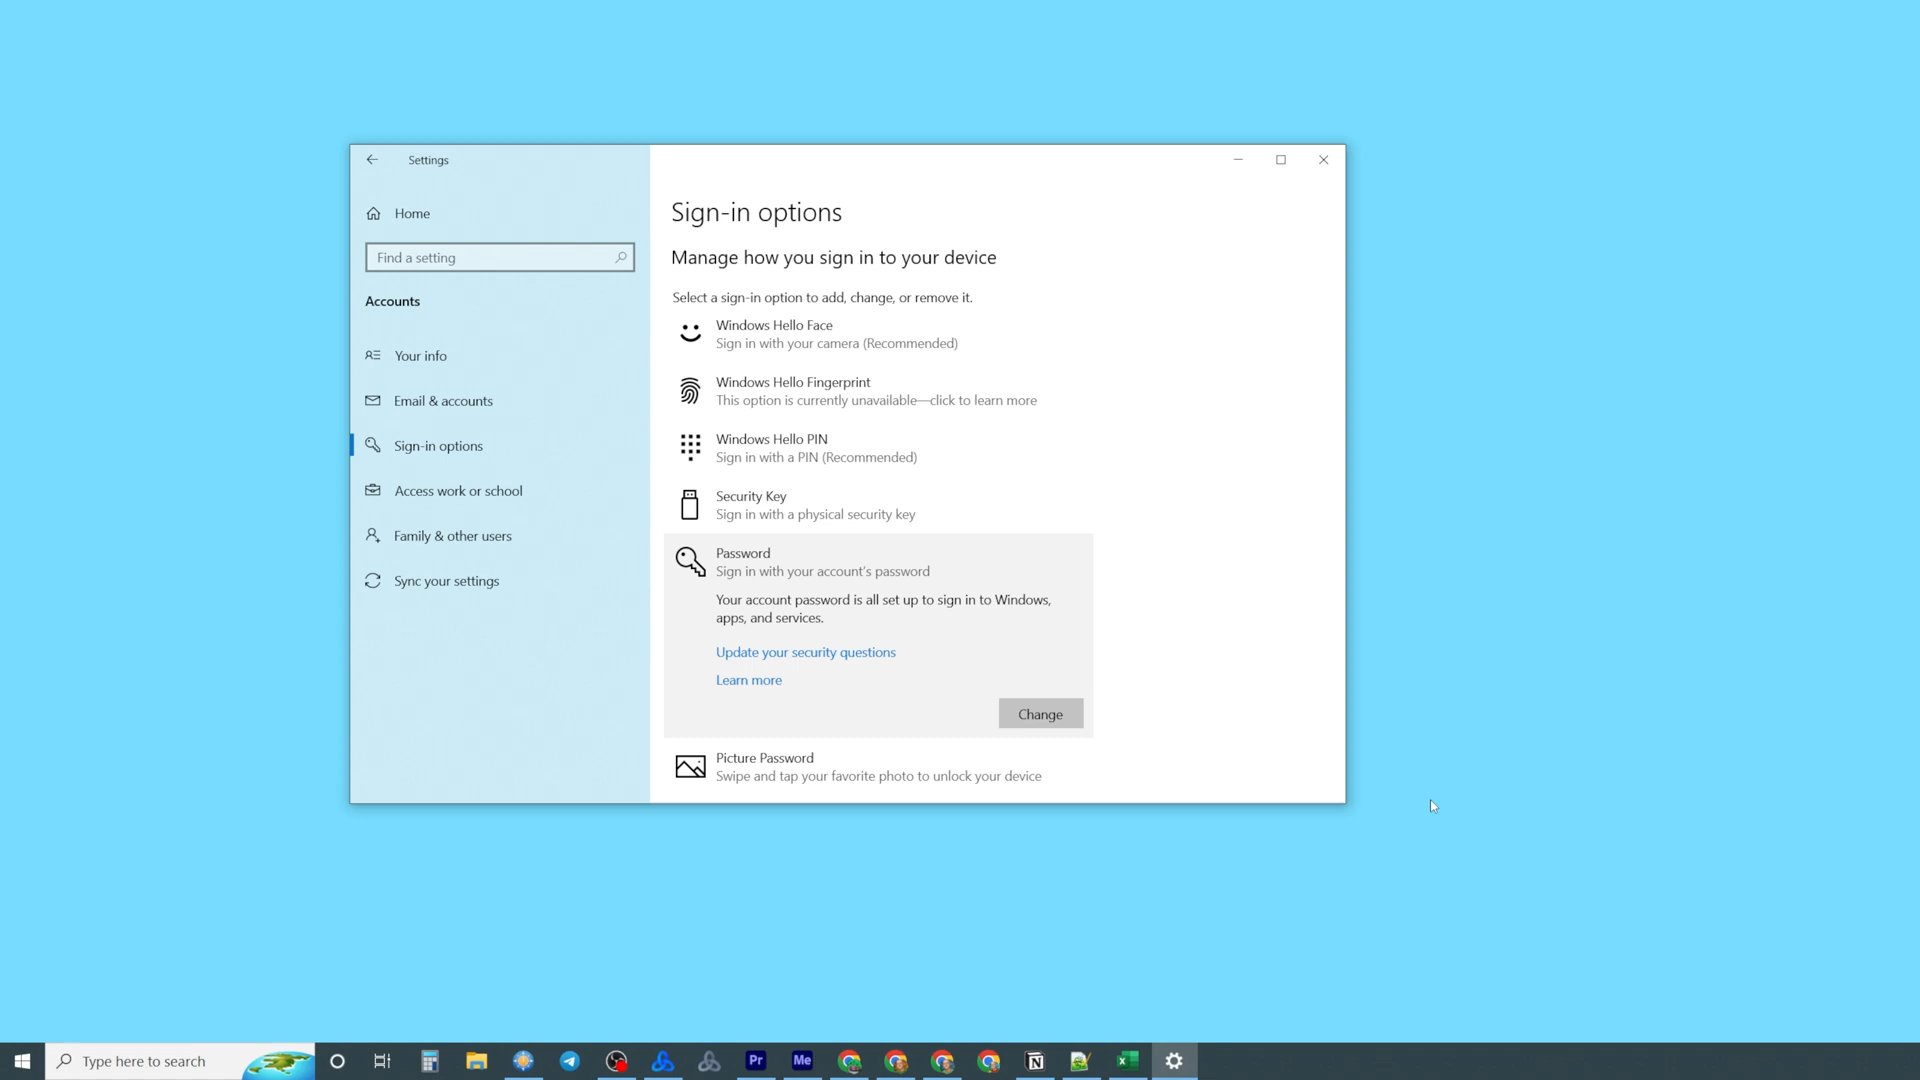 Settings
Home
Find a setting
Accounts
Your info
Email & accounts
Sign-in options
Access work or school
Family & other users
Sync your settings
Sign-in options
Manage how you sign in to your device
Select a sign-in option to add, change, or remove it.
Windows Hello Face
Sign in with your camera (Recommended)
Windows Hello Fingerprint
This option is currently unavailable—click to learn more
Windows Hello PIN
Sign in with a PIN (Recommended)
Security Key
Sign in with a physical security key
Password
Sign in with your account's password
Your account password is all set up to sign in to Windows,
apps, and services.
Update your security questions
Learn more
Change
Picture Password
Swipe and tap your favorite photo to unlock your device
Type here to search
Pr
Me